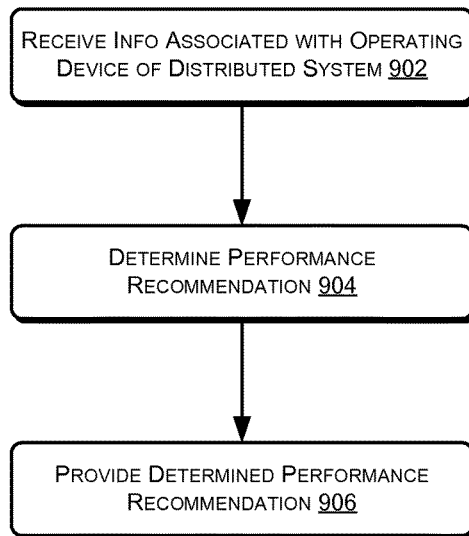 RECEIVE INFO ASSOCIATED WITH OPERATING
DEVICE OF DISTRIBUTED SYSTEM 902
DETERMINE PERFORMANCE
RECOMMENDATION 904
PROVIDE DETERMINED PERFORMANCE
RECOMMENDATION 906